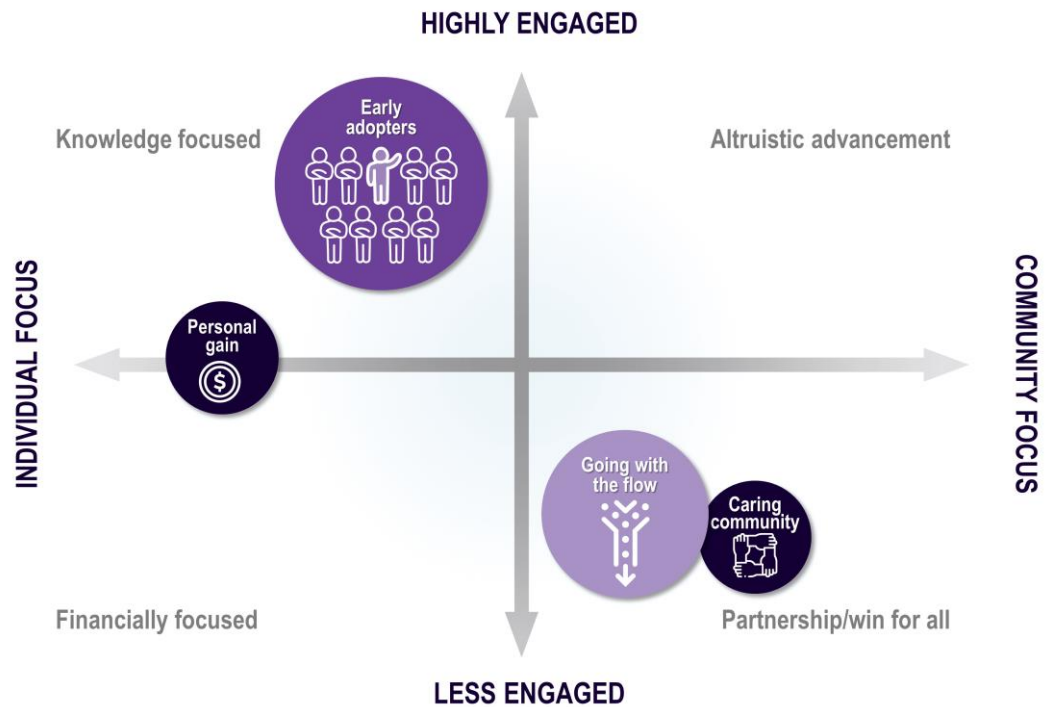 HIGHLY ENGAGED
Early
adopters
Knowledge focused
Altruistic advancement
INDIVIDUAL FOCUS
COMMUNITY FOCUS
Personal
gain
$
Going with
the flow
Caring
community
Financially focused
Partnership/win for all
LESS ENGAGED